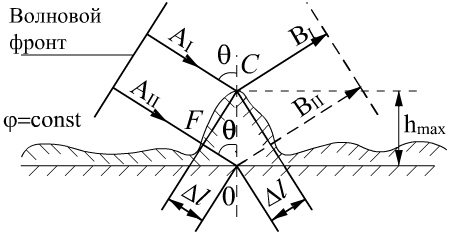 Волновой
фронт
A_I
θ
C
B_I
A_II
B_II
φ=const
F
θ
h_max
Δl
0
Δl